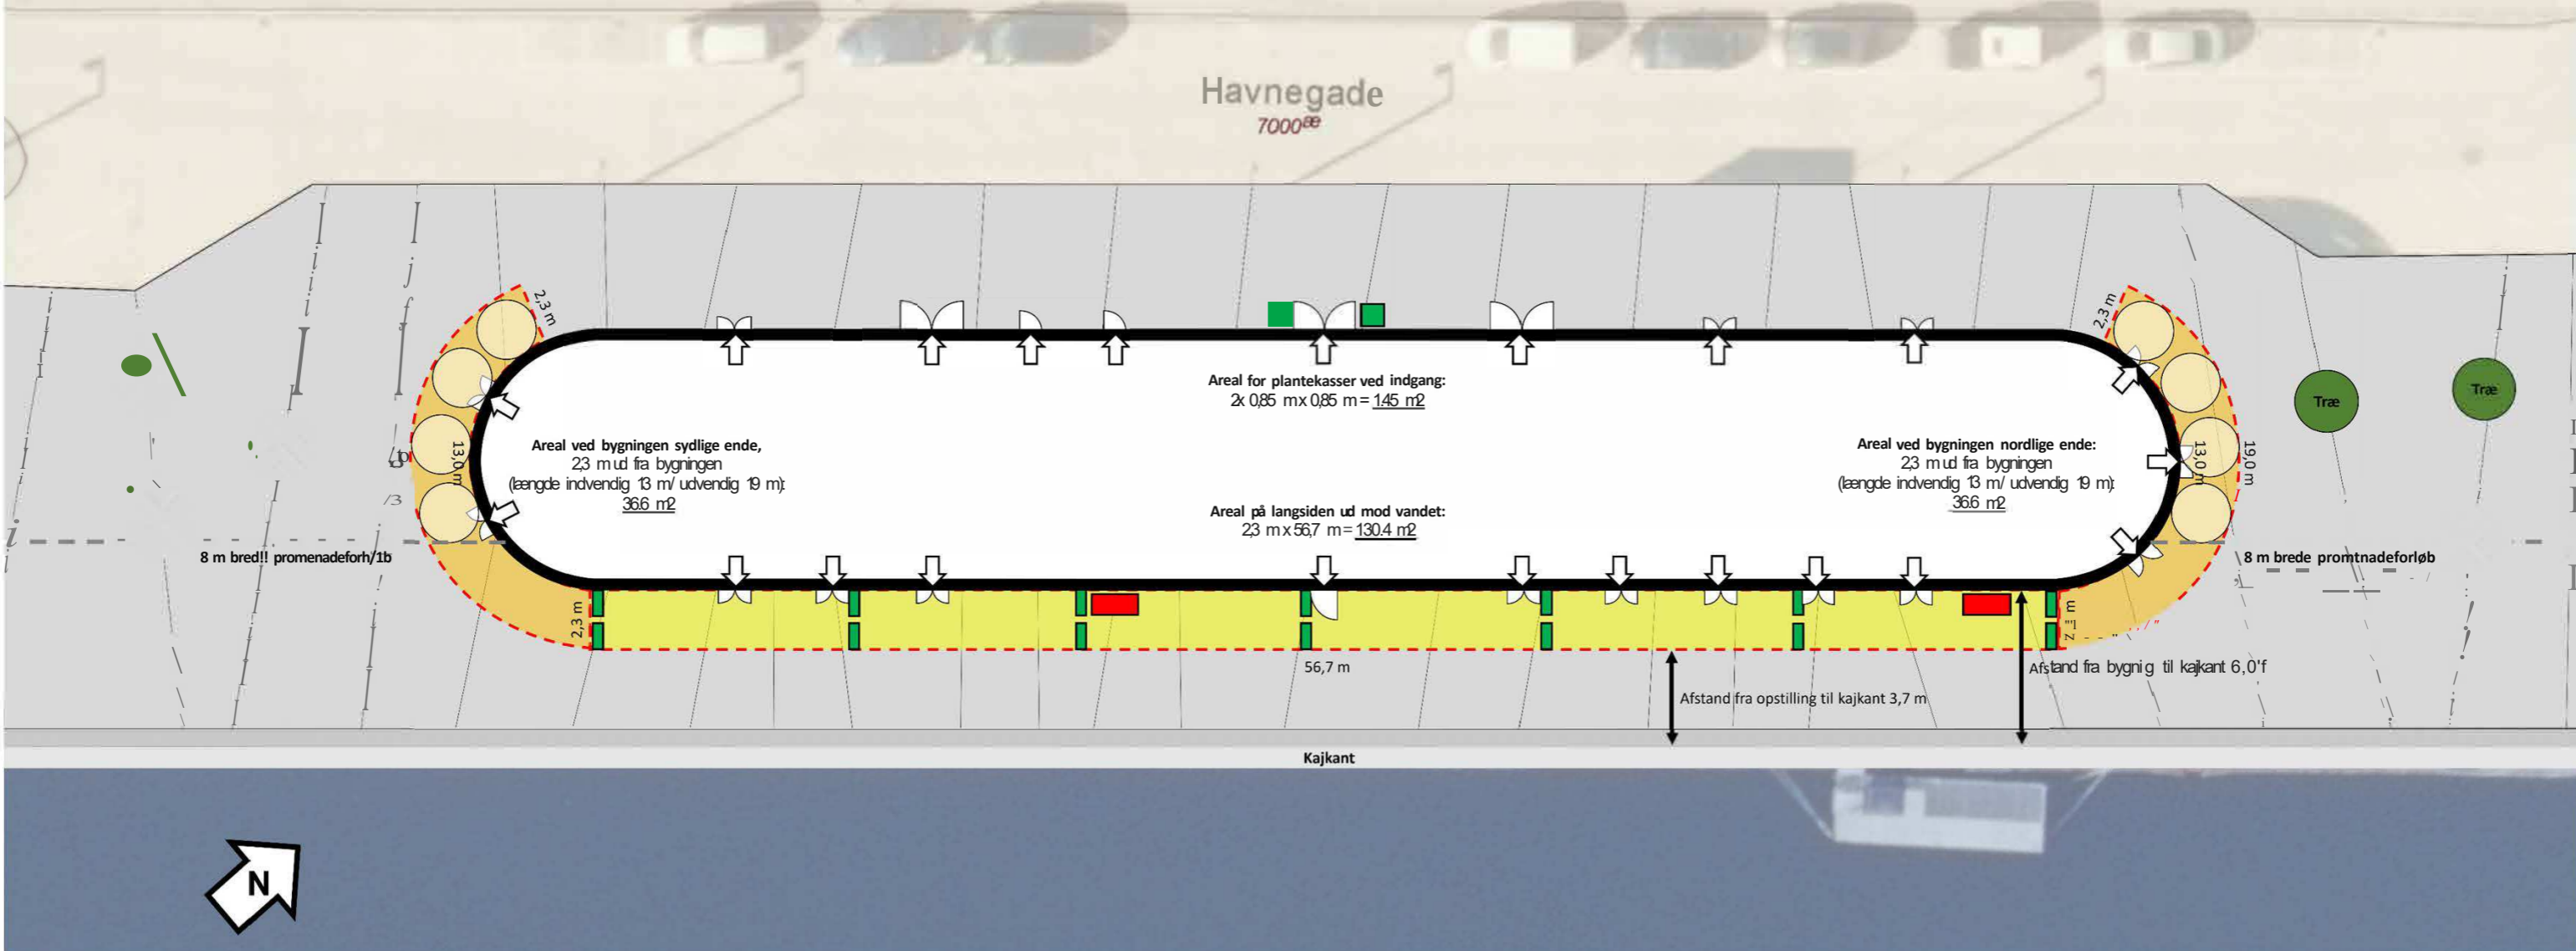 Havnegade
7000ææ
2,3 m
2,3 m
Areal for plantekasser ved indgang:
2x 0,85 m x 0,85 m = 1.45 m2
Træ
Træ
Areal ved bygningen sydlige ende,
2,3 m ud fra bygningen
(længde indvendig 13 m/ udvendig 19 m):
36.6 m2
Areal ved bygningen nordlige ende:
2,3 m ud fra bygningen
(længde indvendig 13 m/ udvendig 19 m):
36.6 m2
13,0 m
13,0 m
19,0 m
Areal på langsiden ud mod vandet:
2,3 m x 56,7 m = 130.4 m2
8 m bred!! promenadeforh/1b
8 m brede promtnadeforløb
2,3 m
56,7 m
Afstand fra bygnig til kajkant 6,0'f
Afstand fra opstilling til kajkant 3,7 m
Kajkant
N